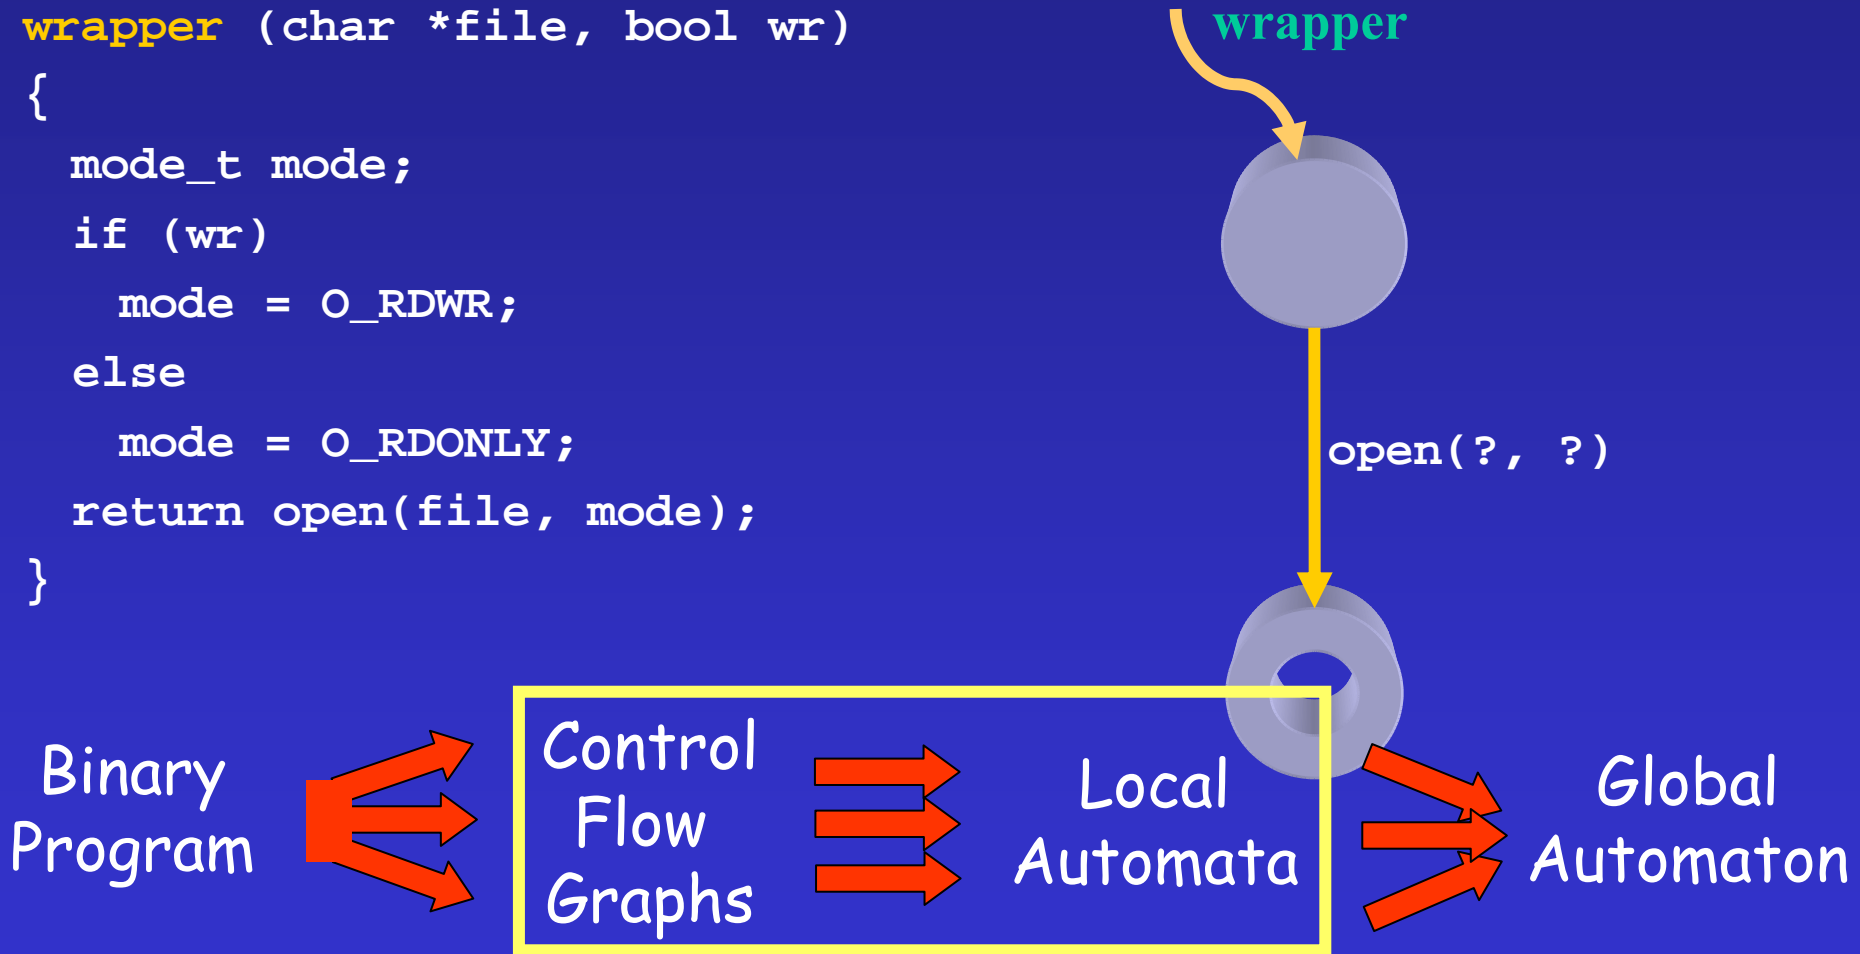 wrapper (char *file, bool wr)
{
mode_t mode;
if (wr)
mode = O_RDWR;
else
mode = O_RDONLY;
return open(file, mode);
}
wrapper
open(?, ?)
Binary
Program
Control
Flow
Graphs
Local
Automata
Global
Automaton